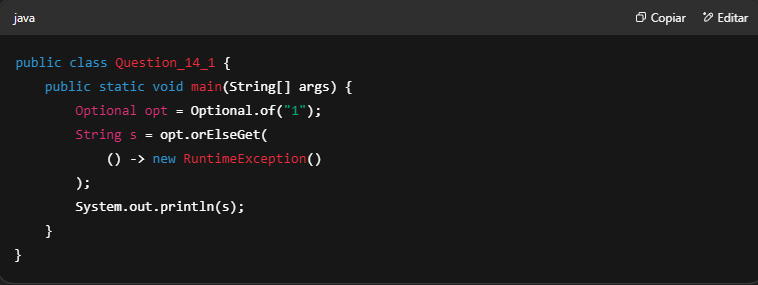 java Copiar Editar
public class Question_14_1 {
    public static void main(String[] args) {
        Optional opt = Optional.of("1");
        String s = opt.orElseGet(
            () -> new RuntimeException()
        );
        System.out.println(s);
    }
}